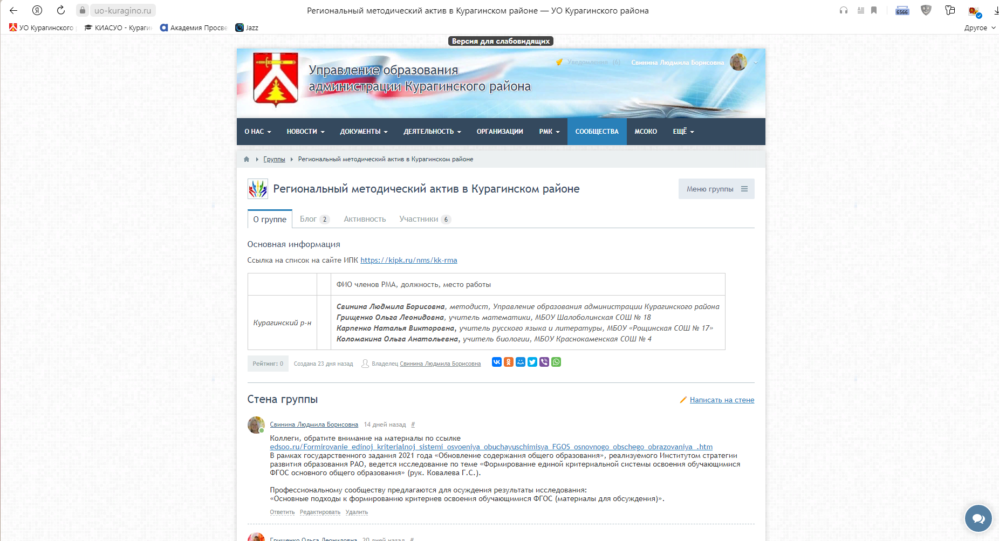 uo-kuragino.ru
Региональный методический актив в Курагинском районе — УО Курагинского района
6566
УО Курагинского
КИАСУО - Кураги
Академия Просве
Jazz
Другое
Версия для слабовидящих
Управление образования
администрации Курагинского района
Уведомления (6)
Свинина Людмила Борисовна
О НАС
НОВОСТИ
ДОКУМЕНТЫ
ДЕЯТЕЛЬНОСТЬ
ОРГАНИЗАЦИИ
РМК
СООБЩЕСТВА
МСОКО
ЕЩЁ
Группы
Региональный методический актив в Курагинском районе
Региональный методический актив в Курагинском районе
Меню группы
О группе
Блог 2
Активность
Участники 6
Основная информация
Ссылка на список на сайте ИПК https://kipk.ru/nms/kk-rma
ФИО членов РМА, должность, место работы
Курагинский р-н
Свинина Людмила Борисовна, методист, Управление образования администрации Курагинского района
Грищенко Ольга Леонидовна, учитель математики, МБОУ Шалоболинская СОШ № 18
Карпенко Наталья Викторовна, учитель русского языка и литературы, МБОУ «Рощинская СОШ № 17»
Коломакина Ольга Анатольевна, учитель биологии, МБОУ Краснокаменская СОШ № 4
Рейтинг: 0
Создана 23 дня назад
Владелец Свинина Людмила Борисовна
Стена группы
Написать на стене
Свинина Людмила Борисовна 14 дней назад #
Коллеги, обратите внимание на материалы по ссылке
edsoo.ru/Formirovanie_edinoj_kriterialnoj_sistemi_osvoeniya_obuchayuschimisya_FGOS_osnovnogo_obschego_obrazovaniya_.htm
В рамках государственного задания 2021 года «Обновление содержания общего образования», реализуемого Институтом стратегии
развития образования РАО, ведется исследование по теме «Формирование единой критериальной системы освоения обучающимися
ФГОС основного общего образования» (рук. Ковалева Г.С.).
Профессиональному сообществу предлагаются для осуждения результаты исследования:
«Основные подходы к формированию критериев освоения обучающимися ФГОС (материалы для обсуждения)».
Ответить Редактировать Удалить
Грищенко Ольга Леонидовна 20 дней назад #